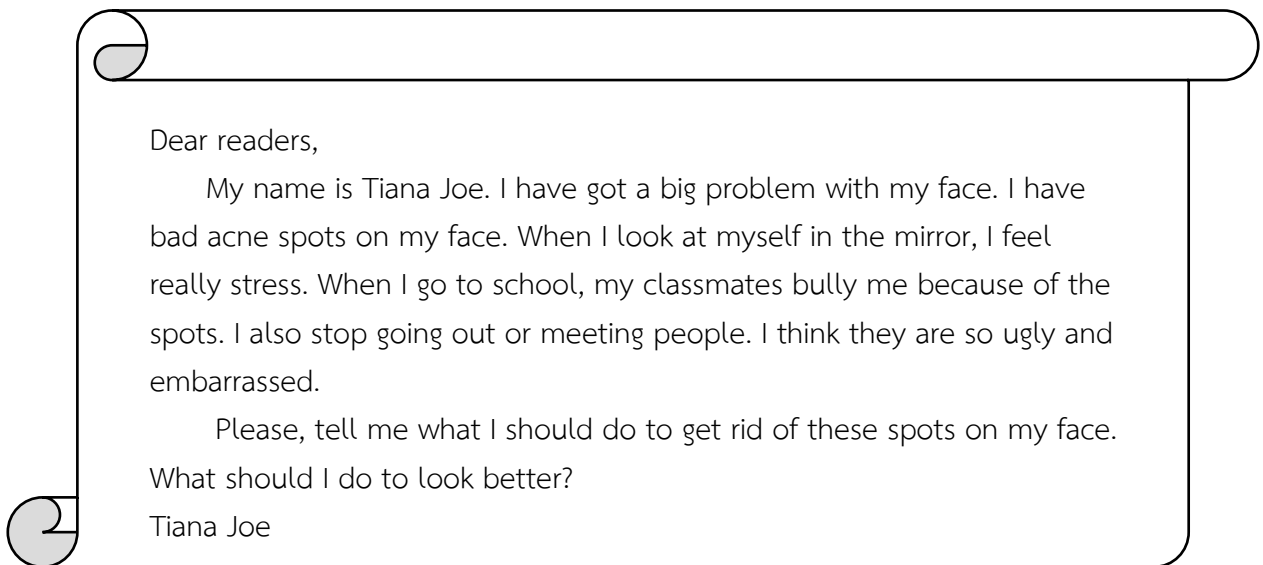 Dear readers,
My name is Tiana Joe. I have got a big problem with my face. I have
bad acne spots on my face. When I look at myself in the mirror, I feel
really stress. When I go to school, my classmates bully me because of the
spots. I also stop going out or meeting people. I think they are so ugly and
embarrassed.
Please, tell me what I should do to get rid of these spots on my face.
What should I do to look better?
Tiana Joe